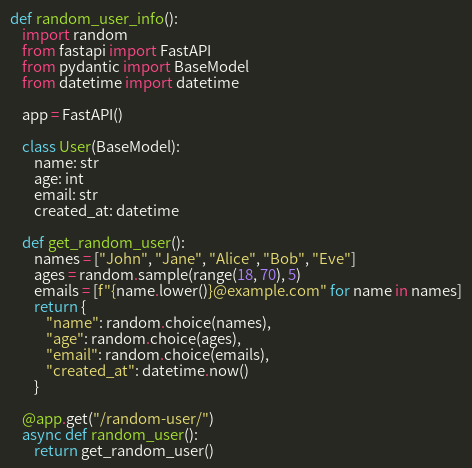 def random_user_info():
    import random
    from fastapi import FastAPI
    from pydantic import BaseModel
    from datetime import datetime

    app = FastAPI()

    class User(BaseModel):
        name: str
        age: int
        email: str
        created_at: datetime

    def get_random_user():
        names = ["John", "Jane", "Alice", "Bob", "Eve"]
        ages = random.sample(range(18, 70), 5)
        emails = [f"{name.lower()}@example.com" for name in names]
        return {
            "name": random.choice(names),
            "age": random.choice(ages),
            "email": random.choice(emails),
            "created_at": datetime.now()
        }

    @app.get("/random-user/")
    async def random_user():
        return get_random_user()